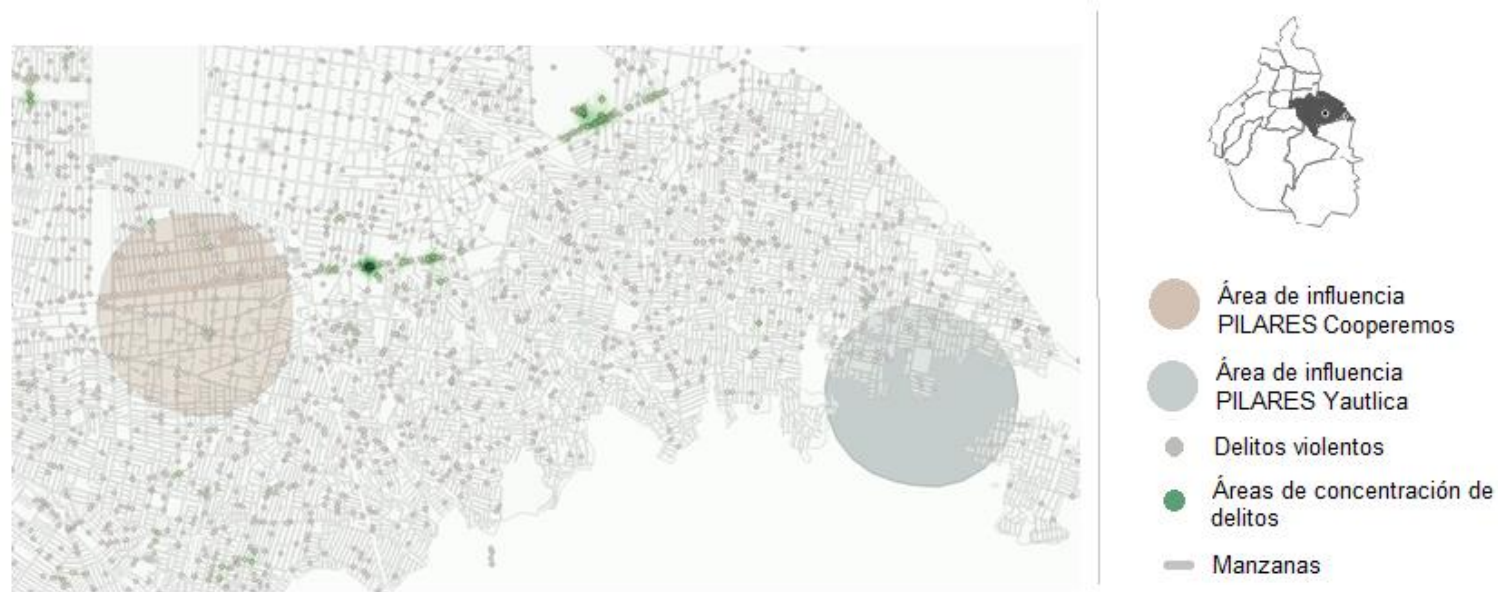 Área de influencia
PILARES Cooperemos
Área de influencia
PILARES Yautlica
Delitos violentos
Áreas de concentración de
delitos
Manzanas